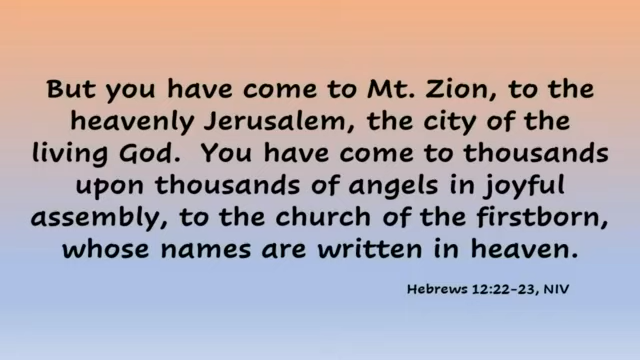 But you have come to Mt. Zion, to the
heavenly Jerusalem, the city of the
living God.  You have come to thousands
upon thousands of angels in joyful
assembly, to the church of the firstborn,
whose names are written in heaven.
Hebrews 12:22-23, NIV